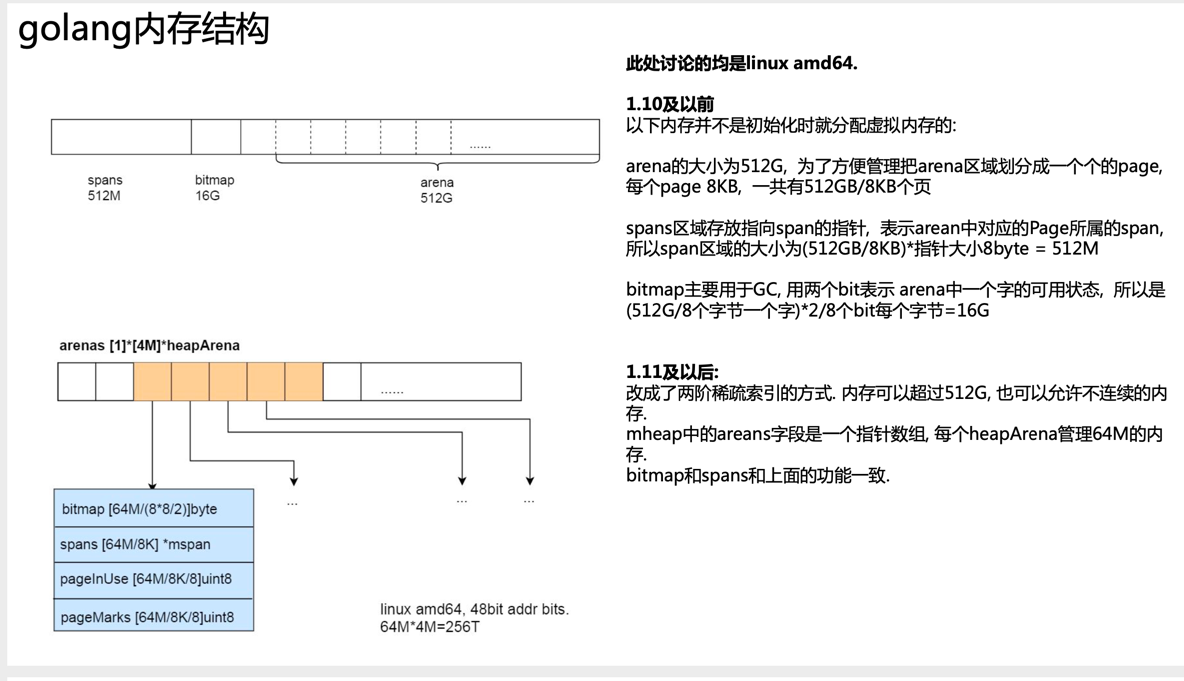 golang内存结构
此处讨论的均是linux amd64.
1.10及以前
以下内存并不是初始化时就分配虚拟内存的:
arena的大小为512G, 为了方便管理把arena区域划分成一个个的page,
每个page 8KB, 一共有512GB/8KB个页
spans区域存放指向span的指针, 表示arean中对应的Page所属的span,
所以span区域的大小为(512GB/8KB)*指针大小8byte = 512M
bitmap主要用于GC, 用两个bit表示 arena中一个字的可用状态, 所以是
(512G/8个字节一个字)*2/8个bit每个字节=16G
1.11及以后:
改成了两阶稀疏索引的方式. 内存可以超过512G, 也可以允许不连续的内
存.
mheap中的areans字段是一个指针数组, 每个heapArena管理64M的内
存.
bitmap和spans和上面的功能一致.
......
spans
512M
bitmap
16G
arena
512G
arenas [1]*[4M]*heapArena
......
...
...
...
bitmap [64M/(8*8/2)]byte
spans [64M/8K] *mspan
pageInUse [64M/8K/8]uint8
pageMarks [64M/8K/8]uint8
linux amd64, 48bit addr bits.
64M*4M=256T